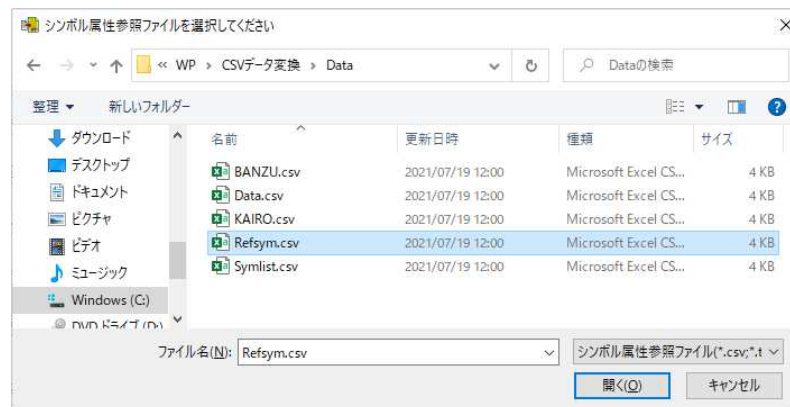 シンボル属性参照ファイルを選択してください
« WP › CSVデータ変換 › Data
Dataの検索
整理 ▼ 新しいフォルダー
名前 更新日時 種類 サイズ
ダウンロード
デスクトップ
ドキュメント
ピクチャ
ビデオ
ミュージック
Windows (C:)
DVD ドライブ (D:)
BANZU.csv 2021/07/19 12:00 Microsoft Excel CS... 4 KB
Data.csv 2021/07/19 12:00 Microsoft Excel CS... 4 KB
KAIRO.csv 2021/07/19 12:00 Microsoft Excel CS... 4 KB
Refsym.csv 2021/07/19 12:00 Microsoft Excel CS... 4 KB
Symlist.csv 2021/07/19 12:00 Microsoft Excel CS... 4 KB
ファイル名(N): Refsym.csv
シンボル属性参照ファイル(*.csv;*.t
開く(O) キャンセル